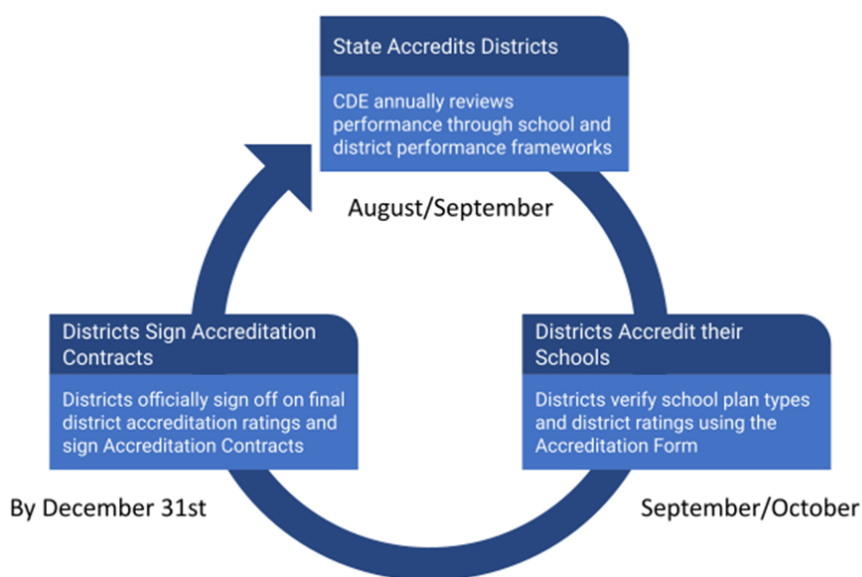 State Accredits Districts
CDE annually reviews
performance through school and
district performance frameworks
August/September
Districts Accredit their
Schools
Districts verify school plan types
and district ratings using the
Accreditation Form
September/October
Districts Sign Accreditation
Contracts
Districts officially sign off on final
district accreditation ratings and
sign Accreditation Contracts
By December 31st